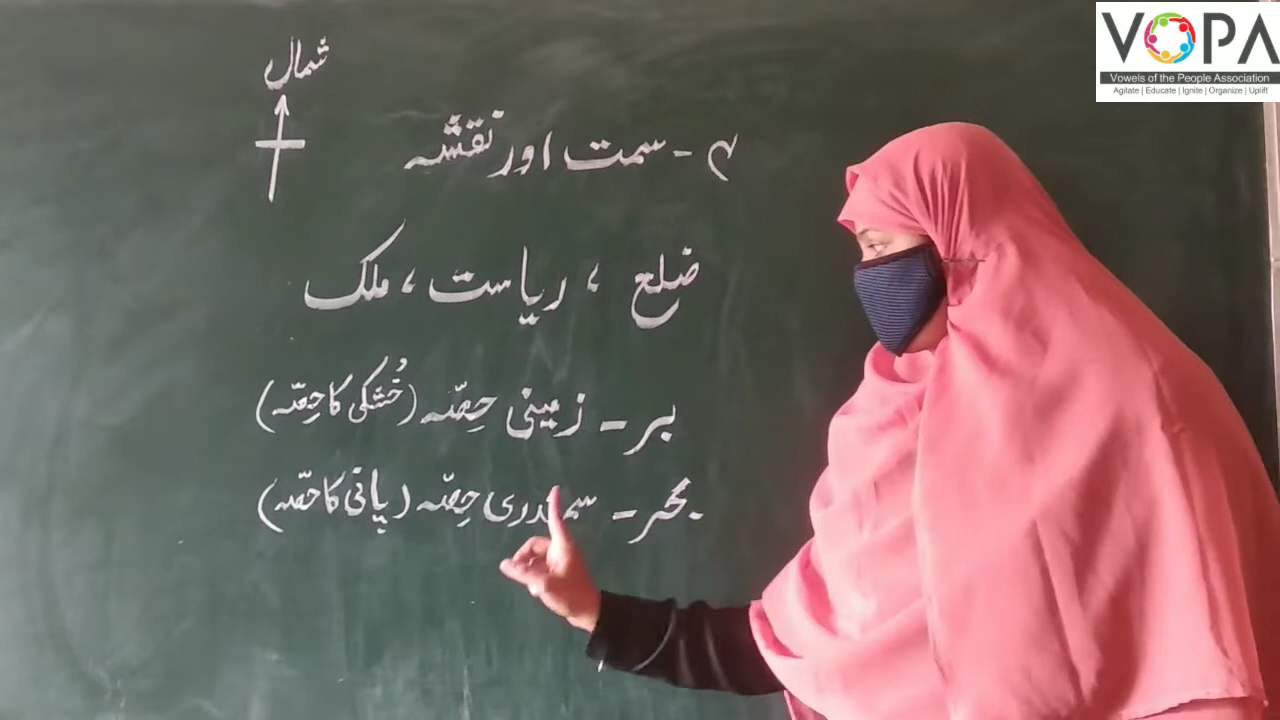 VOPA
Vowels of the People Association
Agitate | Educate | Ignite | Organize | Uplift
شمال
۴ - سمت اور نقشہ
ضلع ، ریاست ، ملک
بر - زمینی حِصّہ (خُشکی کا حِصّہ)
بحر - سمندری حِصّہ (پانی کا حصّہ)